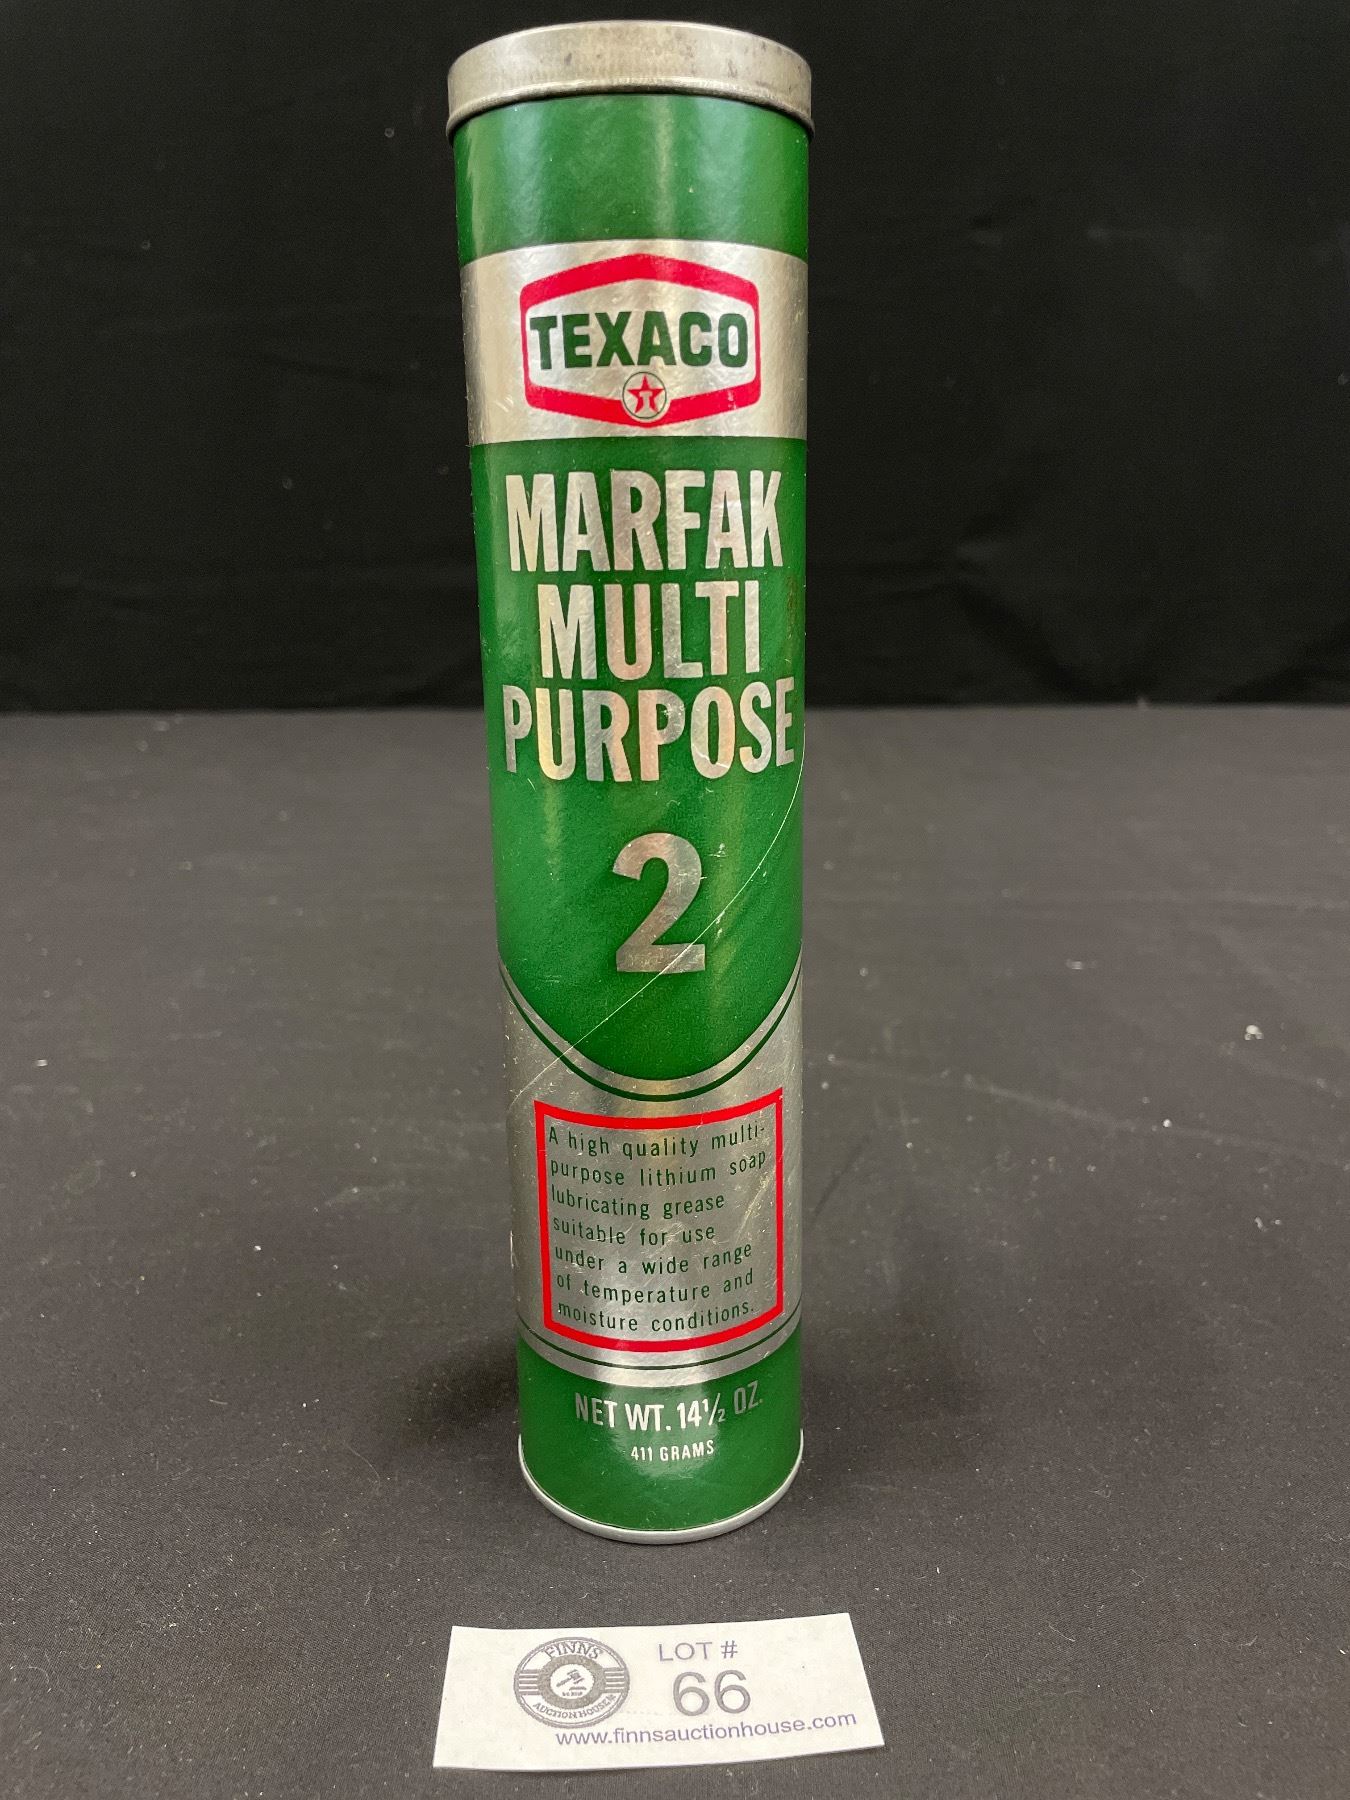 TEXACO
T
MARFAK
MULTI
PURPOSE
2
A high quality multi-
purpose lithium soap
lubricating grease
suitable for use
under a wide range
of temperature and
moisture conditions.
NET WT. 14½ OZ.
411 GRAMS
FINNS
AUCTION HOUSE
LOT #
66
www.finnsauctionhouse.com